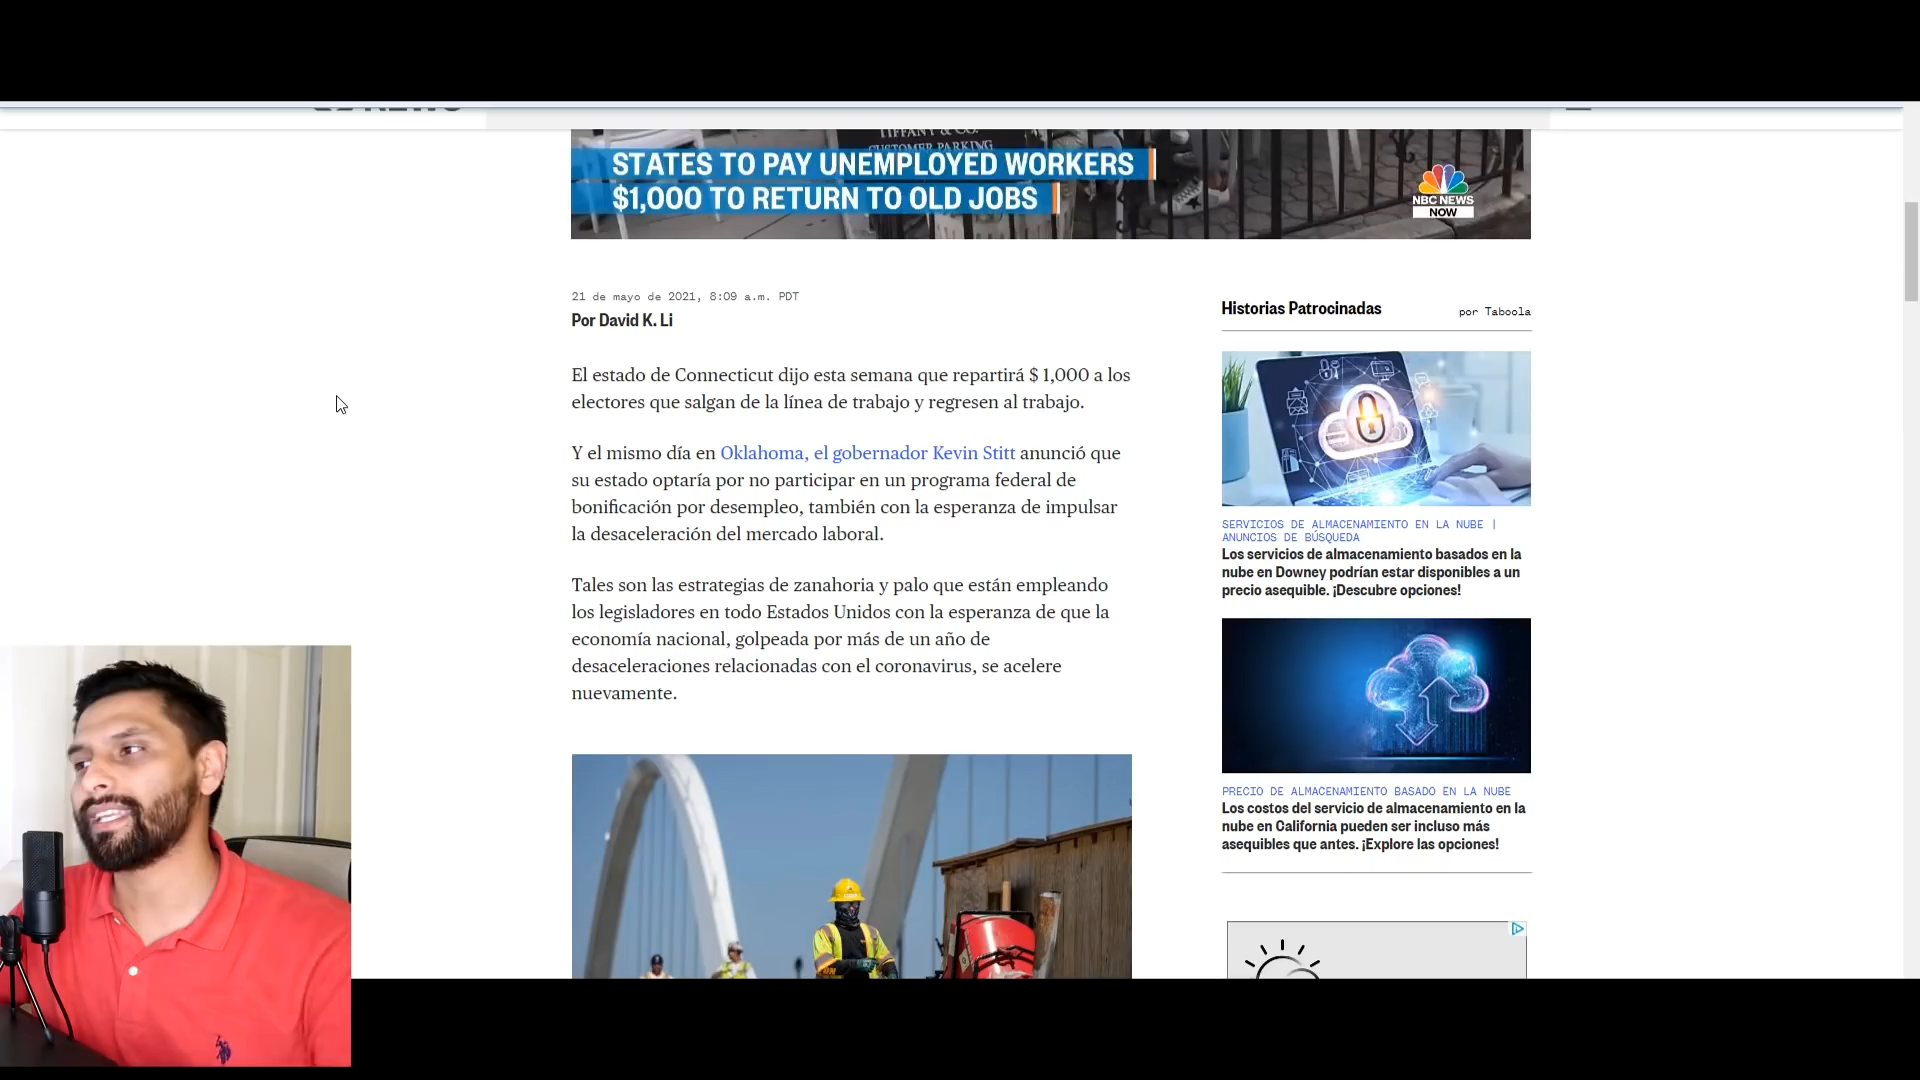 TIFFANY & CO.
CUSTOMER PARKING
STATES TO PAY UNEMPLOYED WORKERS
$1,000 TO RETURN TO OLD JOBS
NBC NEWS
NOW
21 de mayo de 2021, 8:09 a.m. PDT
Por David K. Li
El estado de Connecticut dijo esta semana que repartirá $ 1,000 a los
electores que salgan de la línea de trabajo y regresen al trabajo.
Y el mismo día en Oklahoma, el gobernador Kevin Stitt anunció que
su estado optaría por no participar en un programa federal de
bonificación por desempleo, también con la esperanza de impulsar
la desaceleración del mercado laboral.
Tales son las estrategias de zanahoria y palo que están empleando
los legisladores en todo Estados Unidos con la esperanza de que la
economía nacional, golpeada por más de un año de
desaceleraciones relacionadas con el coronavirus, se acelere
nuevamente.
Historias Patrocinadas
por Taboola
SERVICIOS DE ALMACENAMIENTO EN LA NUBE |
ANUNCIOS DE BÚSQUEDA
Los servicios de almacenamiento basados en la
nube en Downey podrían estar disponibles a un
precio asequible. ¡Descubre opciones!
PRECIO DE ALMACENAMIENTO BASADO EN LA NUBE
Los costos del servicio de almacenamiento en la
nube en California pueden ser incluso más
asequibles que antes. ¡Explore las opciones!